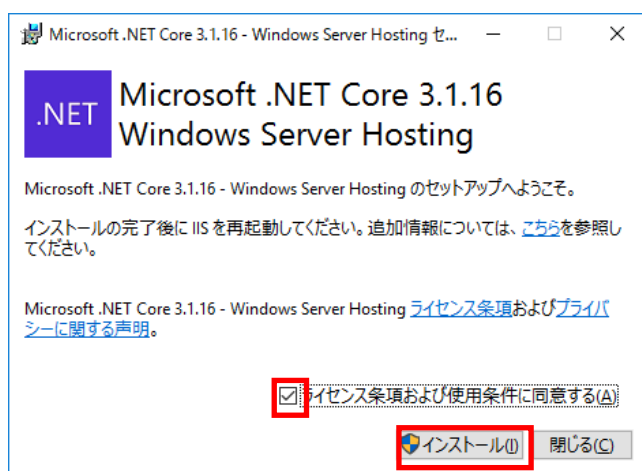 Microsoft .NET Core 3.1.16 - Windows Server Hosting セ...
.NET
Microsoft .NET Core 3.1.16
Windows Server Hosting
Microsoft .NET Core 3.1.16 - Windows Server Hosting のセットアップへようこそ。
インストールの完了後に IIS を再起動してください。追加情報については、こちらを参照し
てください。
Microsoft .NET Core 3.1.16 - Windows Server Hosting ライセンス条項およびプライバ
シーに関する声明。
ライセンス条項および使用条件に同意する(A)
インストール(I) 閉じる(C)